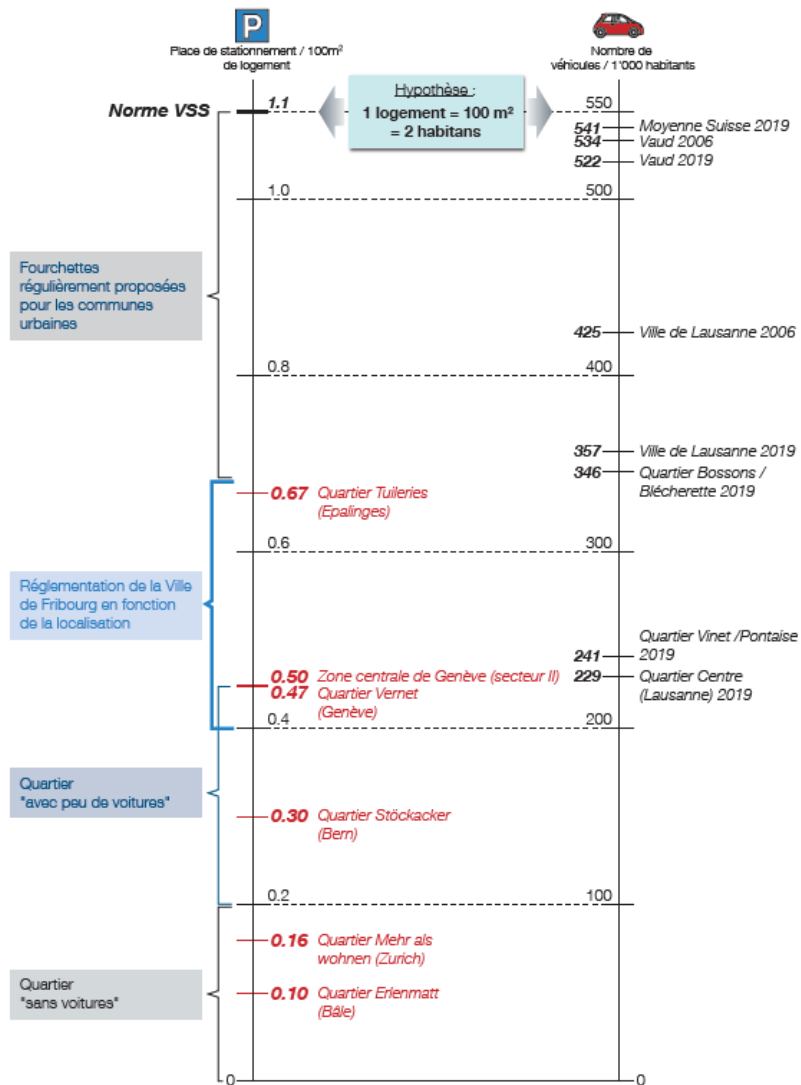 P
Place de stationnement / 100m²
de logement
Nombre de
véhicules / 1'000 habitants
Hypothèse :
1 logement = 100 m²
= 2 habitans
Norme VSS
1.1
550
541 Moyenne Suisse 2019
534 Vaud 2006
522 Vaud 2019
1.0
500
Fourchettes
régulièrement proposées
pour les communes
urbaines
425 Ville de Lausanne 2006
0.8
400
357 Ville de Lausanne 2019
346 Quartier Bossons /
Blécherette 2019
0.67 Quartier Tuileries
(Epalinges)
0.6
300
Réglementation de la Ville
de Fribourg en fonction
de la localisation
Quartier Vinet /Pontaise
241 2019
0.50 Zone centrale de Genève (secteur II)
229 Quartier Centre
(Lausanne) 2019
0.47 Quartier Vernet
(Genève)
0.4
200
Quartier
"avec peu de voitures"
0.30 Quartier Stöckacker
(Bern)
0.2
100
0.16 Quartier Mehr als
wohnen (Zurich)
Quartier
"sans voitures"
0.10 Quartier Erlenmatt
(Bâle)
0
0